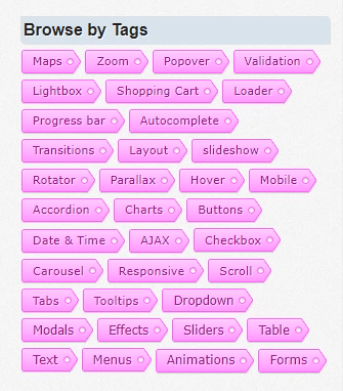 Browse by Tags
Maps Zoom Popover Validation
Lightbox Shopping Cart Loader
Progress bar Autocomplete
Transitions Layout slideshow
Rotator Parallax Hover Mobile
Accordion Charts Buttons
Date & Time AJAX Checkbox
Carousel Responsive Scroll
Tabs Tooltips Dropdown
Modals Effects Sliders Table
Text Menus Animations Forms